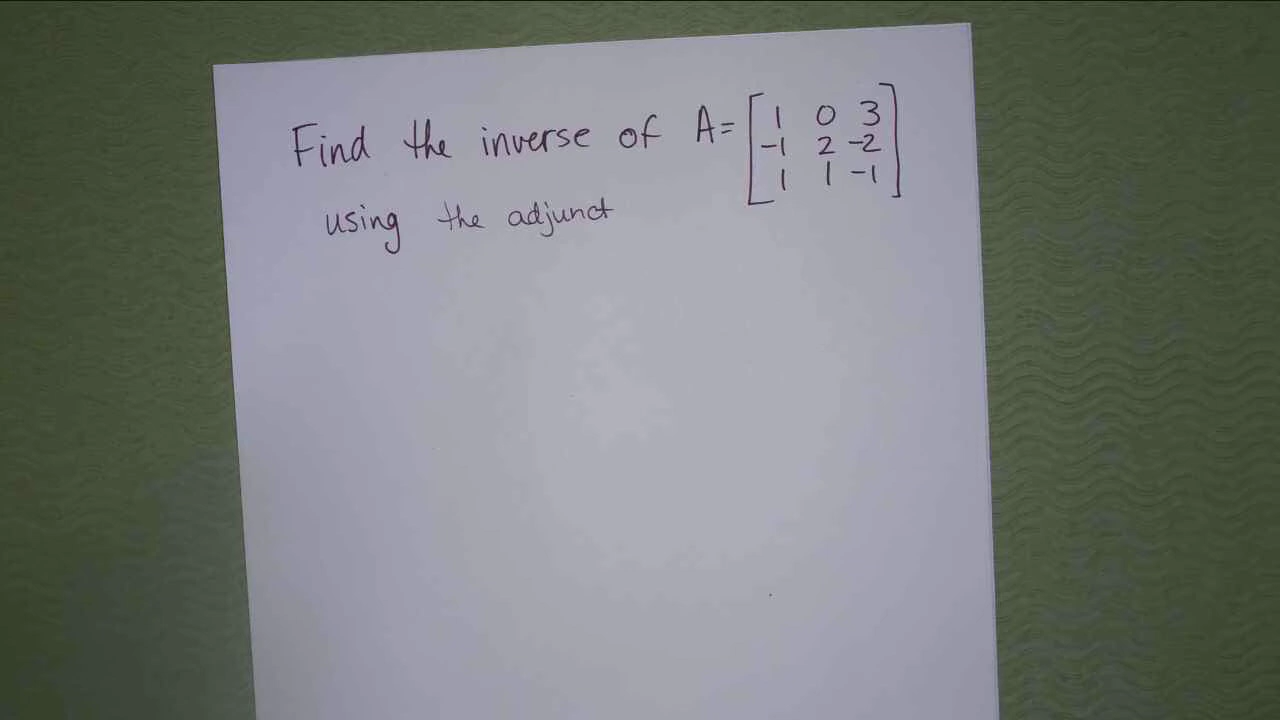 Find the inverse of A= [ 1 0 3
-1 2 -2
1 1 -1 ]
using the adjunct